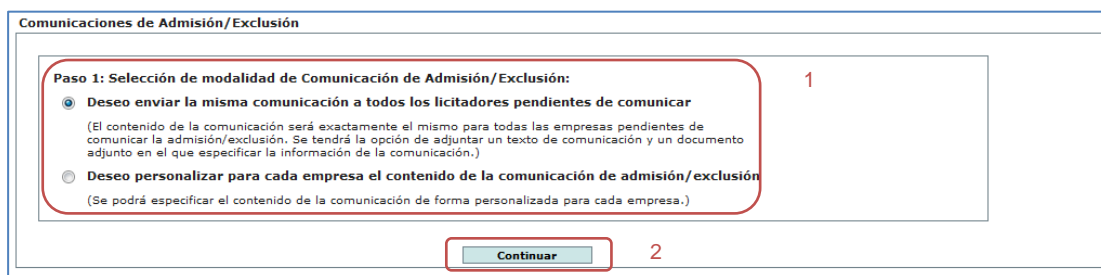 Comunicaciones de Admisión/Exclusión
Paso 1: Selección de modalidad de Comunicación de Admisión/Exclusión:
1
Deseo enviar la misma comunicación a todos los licitadores pendientes de comunicar
(El contenido de la comunicación será exactamente el mismo para todas las empresas pendientes de
comunicar la admisión/exclusión. Se tendrá la opción de adjuntar un texto de comunicación y un documento
adjunto en el que especificar la información de la comunicación.)
Deseo personalizar para cada empresa el contenido de la comunicación de admisión/exclusión
(Se podrá especificar el contenido de la comunicación de forma personalizada para cada empresa.)
Continuar
2